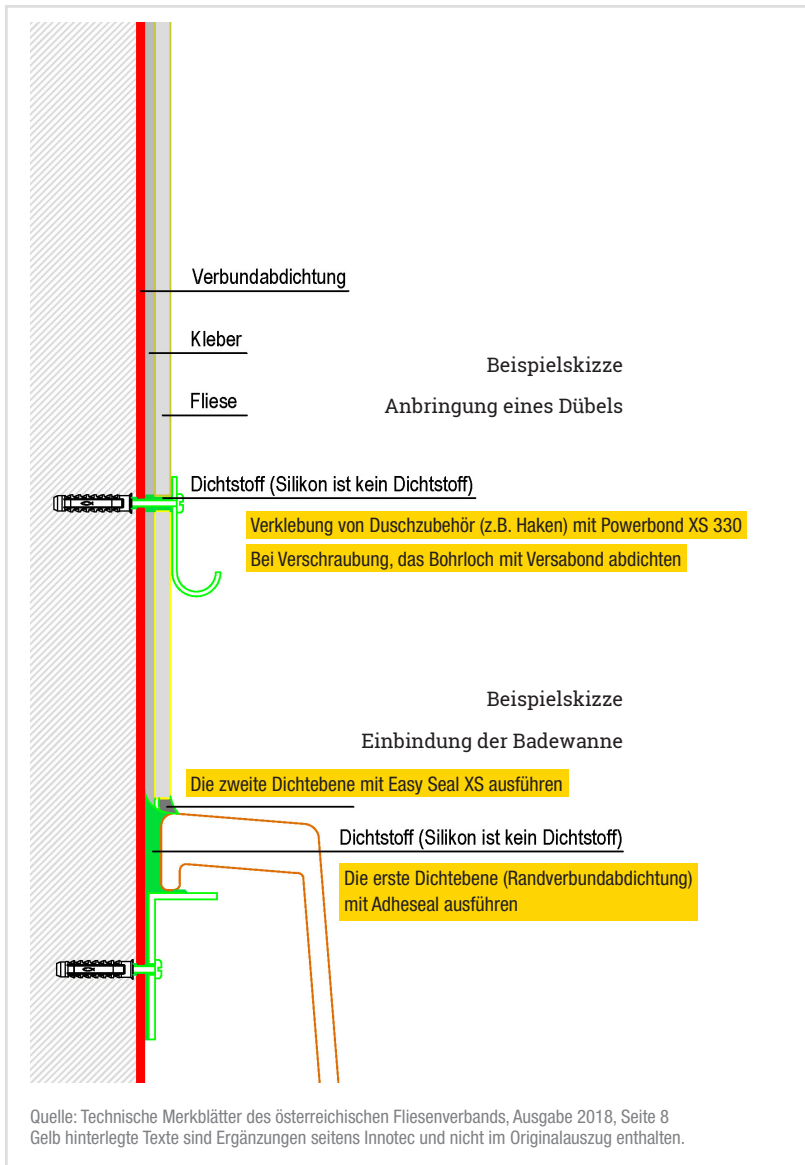 Verbundabdichtung
Kleber
Beispielskizze
Fliese
Anbringung eines Dübels
Dichtstoff (Silikon ist kein Dichtstoff)
Verklebung von Duschzubehör (z.B. Haken) mit Powerbond XS 330
Bei Verschraubung, das Bohrloch mit Versabond abdichten
Beispielskizze
Einbindung der Badewanne
Die zweite Dichtebene mit Easy Seal XS ausführen
Dichtstoff (Silikon ist kein Dichtstoff)
Die erste Dichtebene (Randverbundabdichtung)
mit Adheseal ausführen
Quelle: Technische Merkblätter des österreichischen Fliesenverbands, Ausgabe 2018, Seite 8
Gelb hinterlegte Texte sind Ergänzungen seitens Innotec und nicht im Originalauszug enthalten.